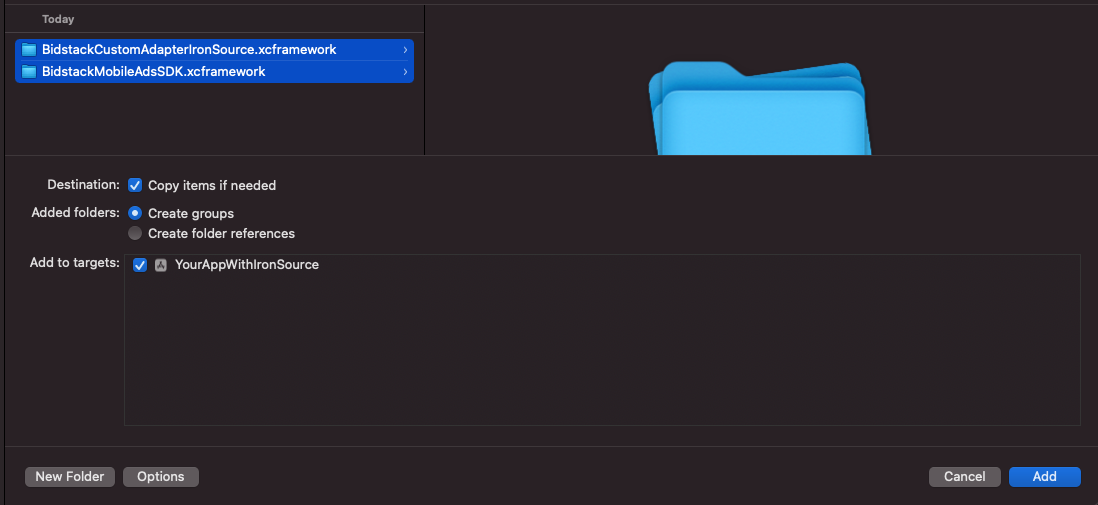 Today
BidstackCustomAdapterIronSource.xcframework
BidstackMobileAdsSDK.xcframework
Destination: Copy items if needed
Added folders: Create groups
Create folder references
Add to targets: YourAppWithIronSource
New Folder Options Cancel Add